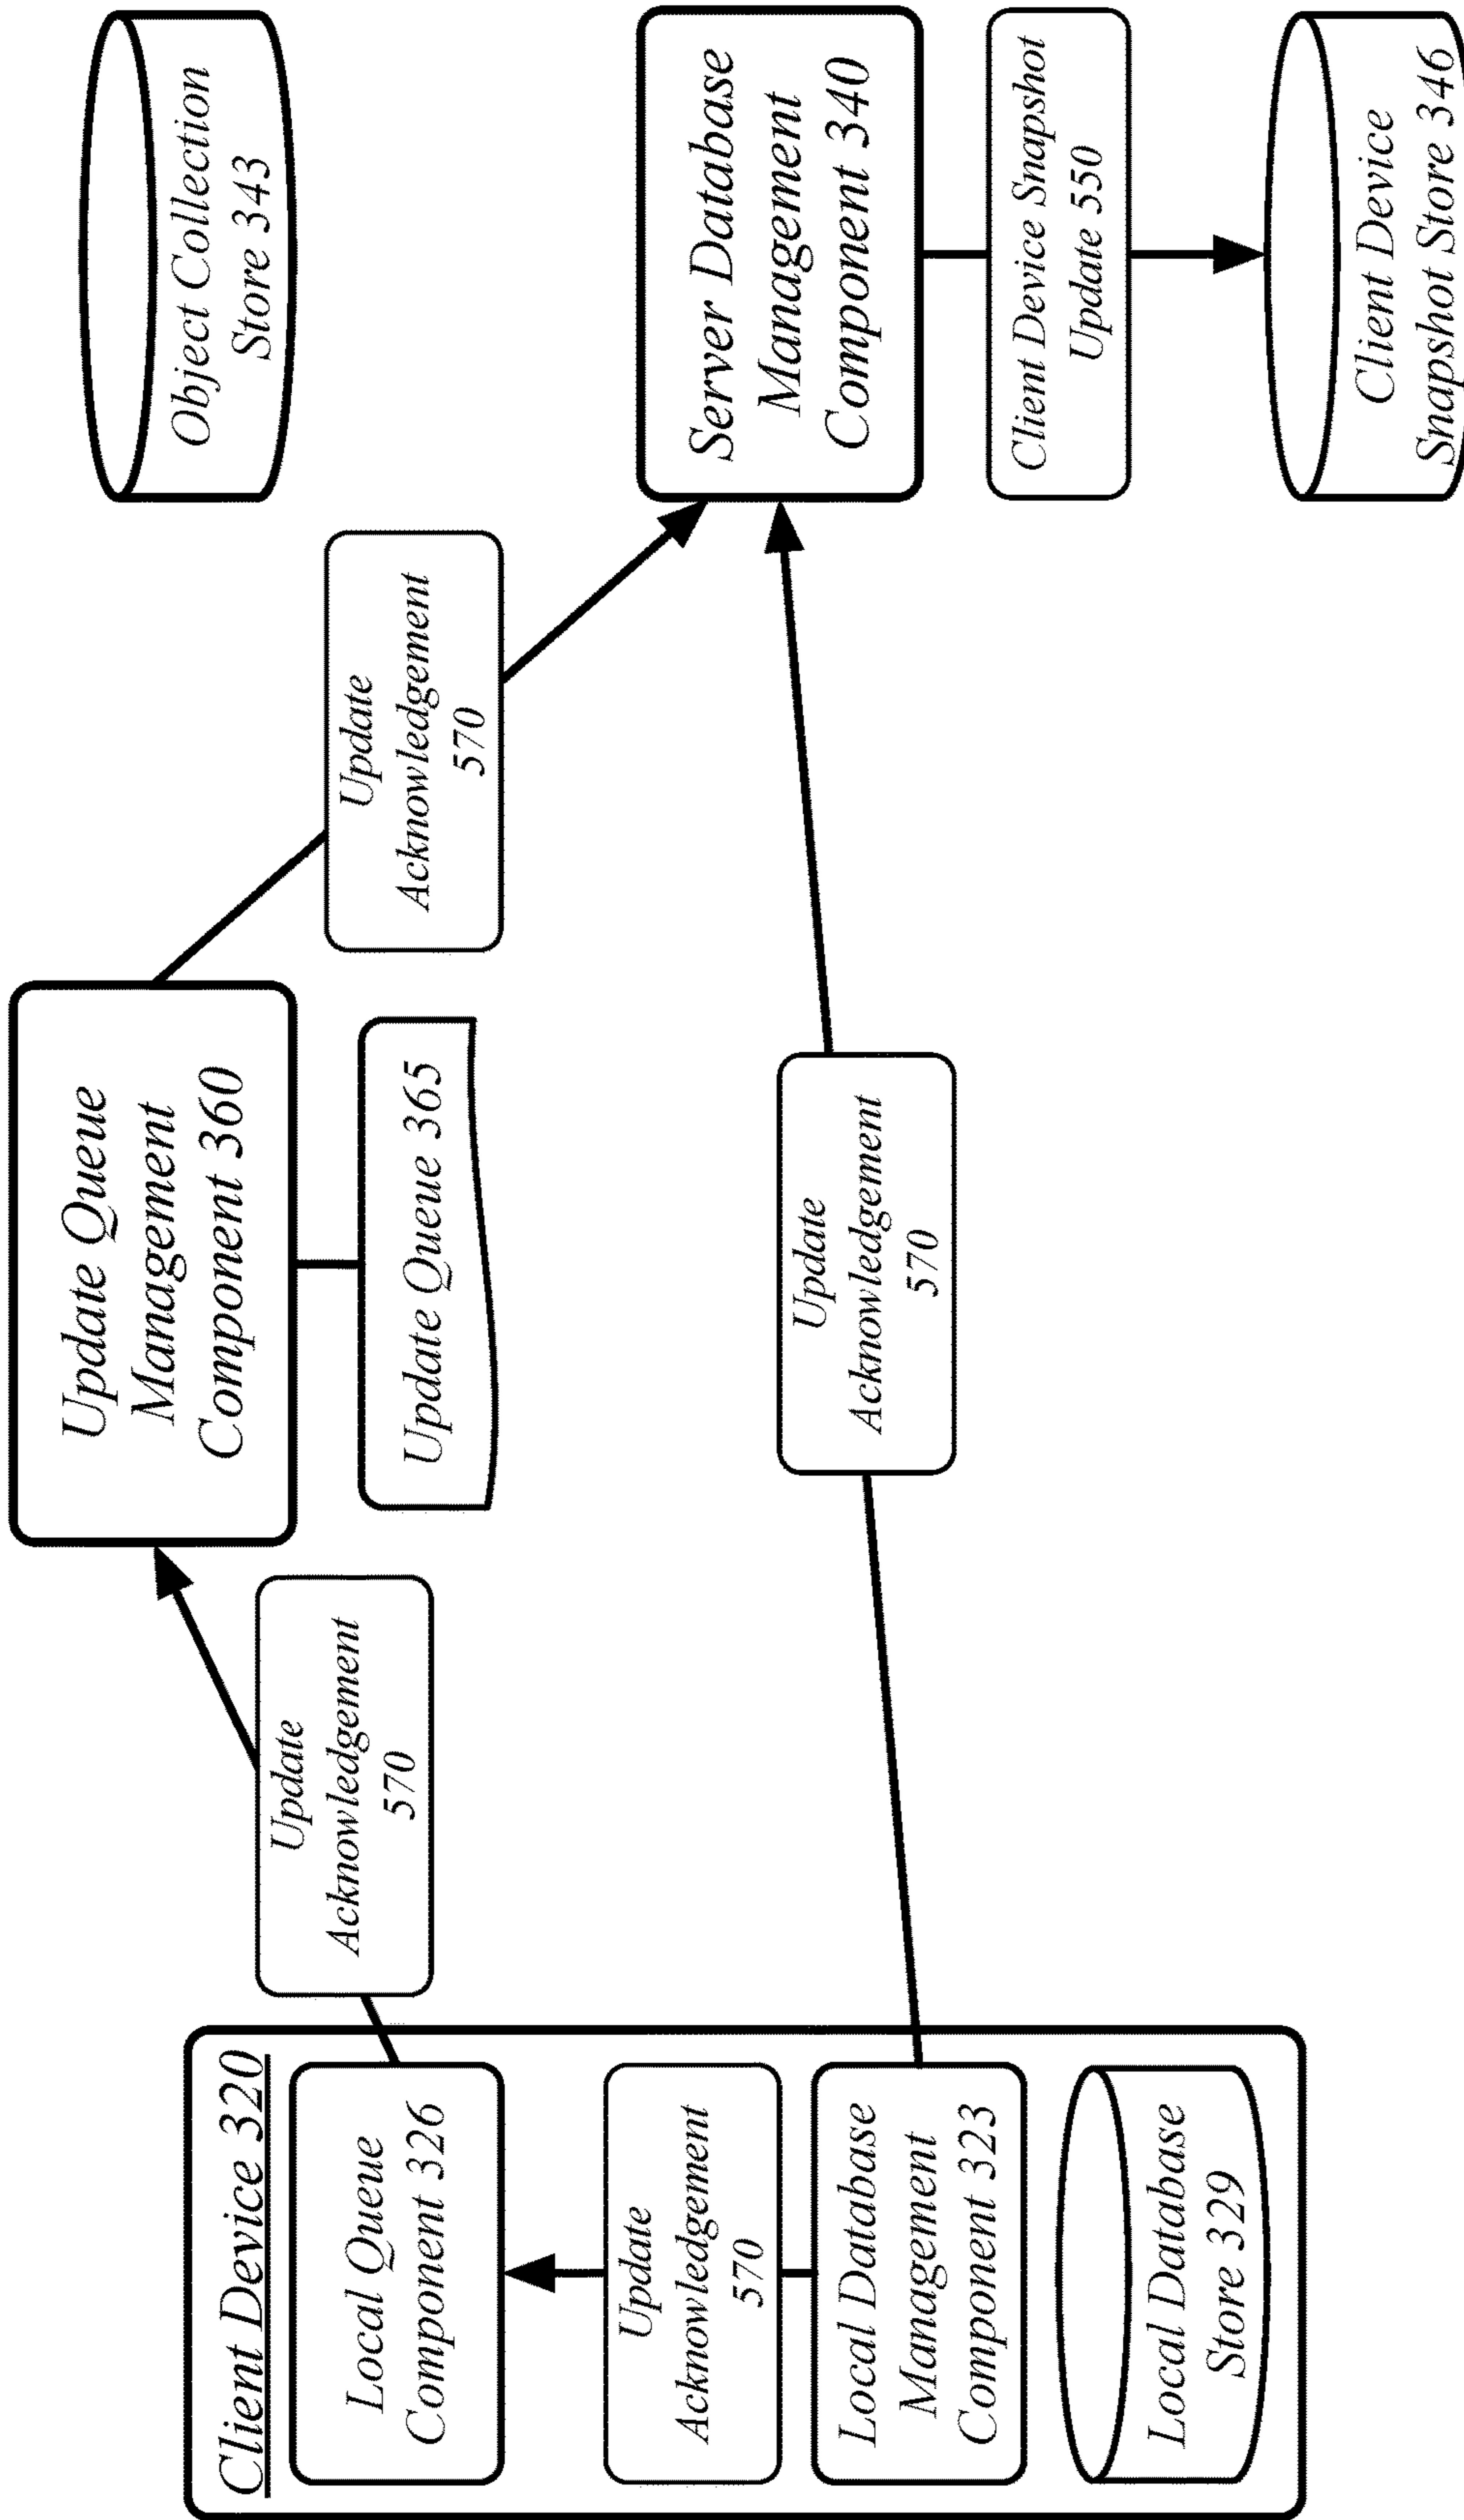 Client Device 320
Local Queue
Component 326
Update
Acknowledgement
570
Local Database
Management
Component 323
Local Database
Store 329
Update
Acknowledgement
570
Update Queue
Management
Component 360
Update Queue 365
Update
Acknowledgement
570
Update
Acknowledgement
570
Object Collection
Store 343
Server Database
Management
Component 340
Client Device Snapshot
Update 550
Client Device
Snapshot Store 346